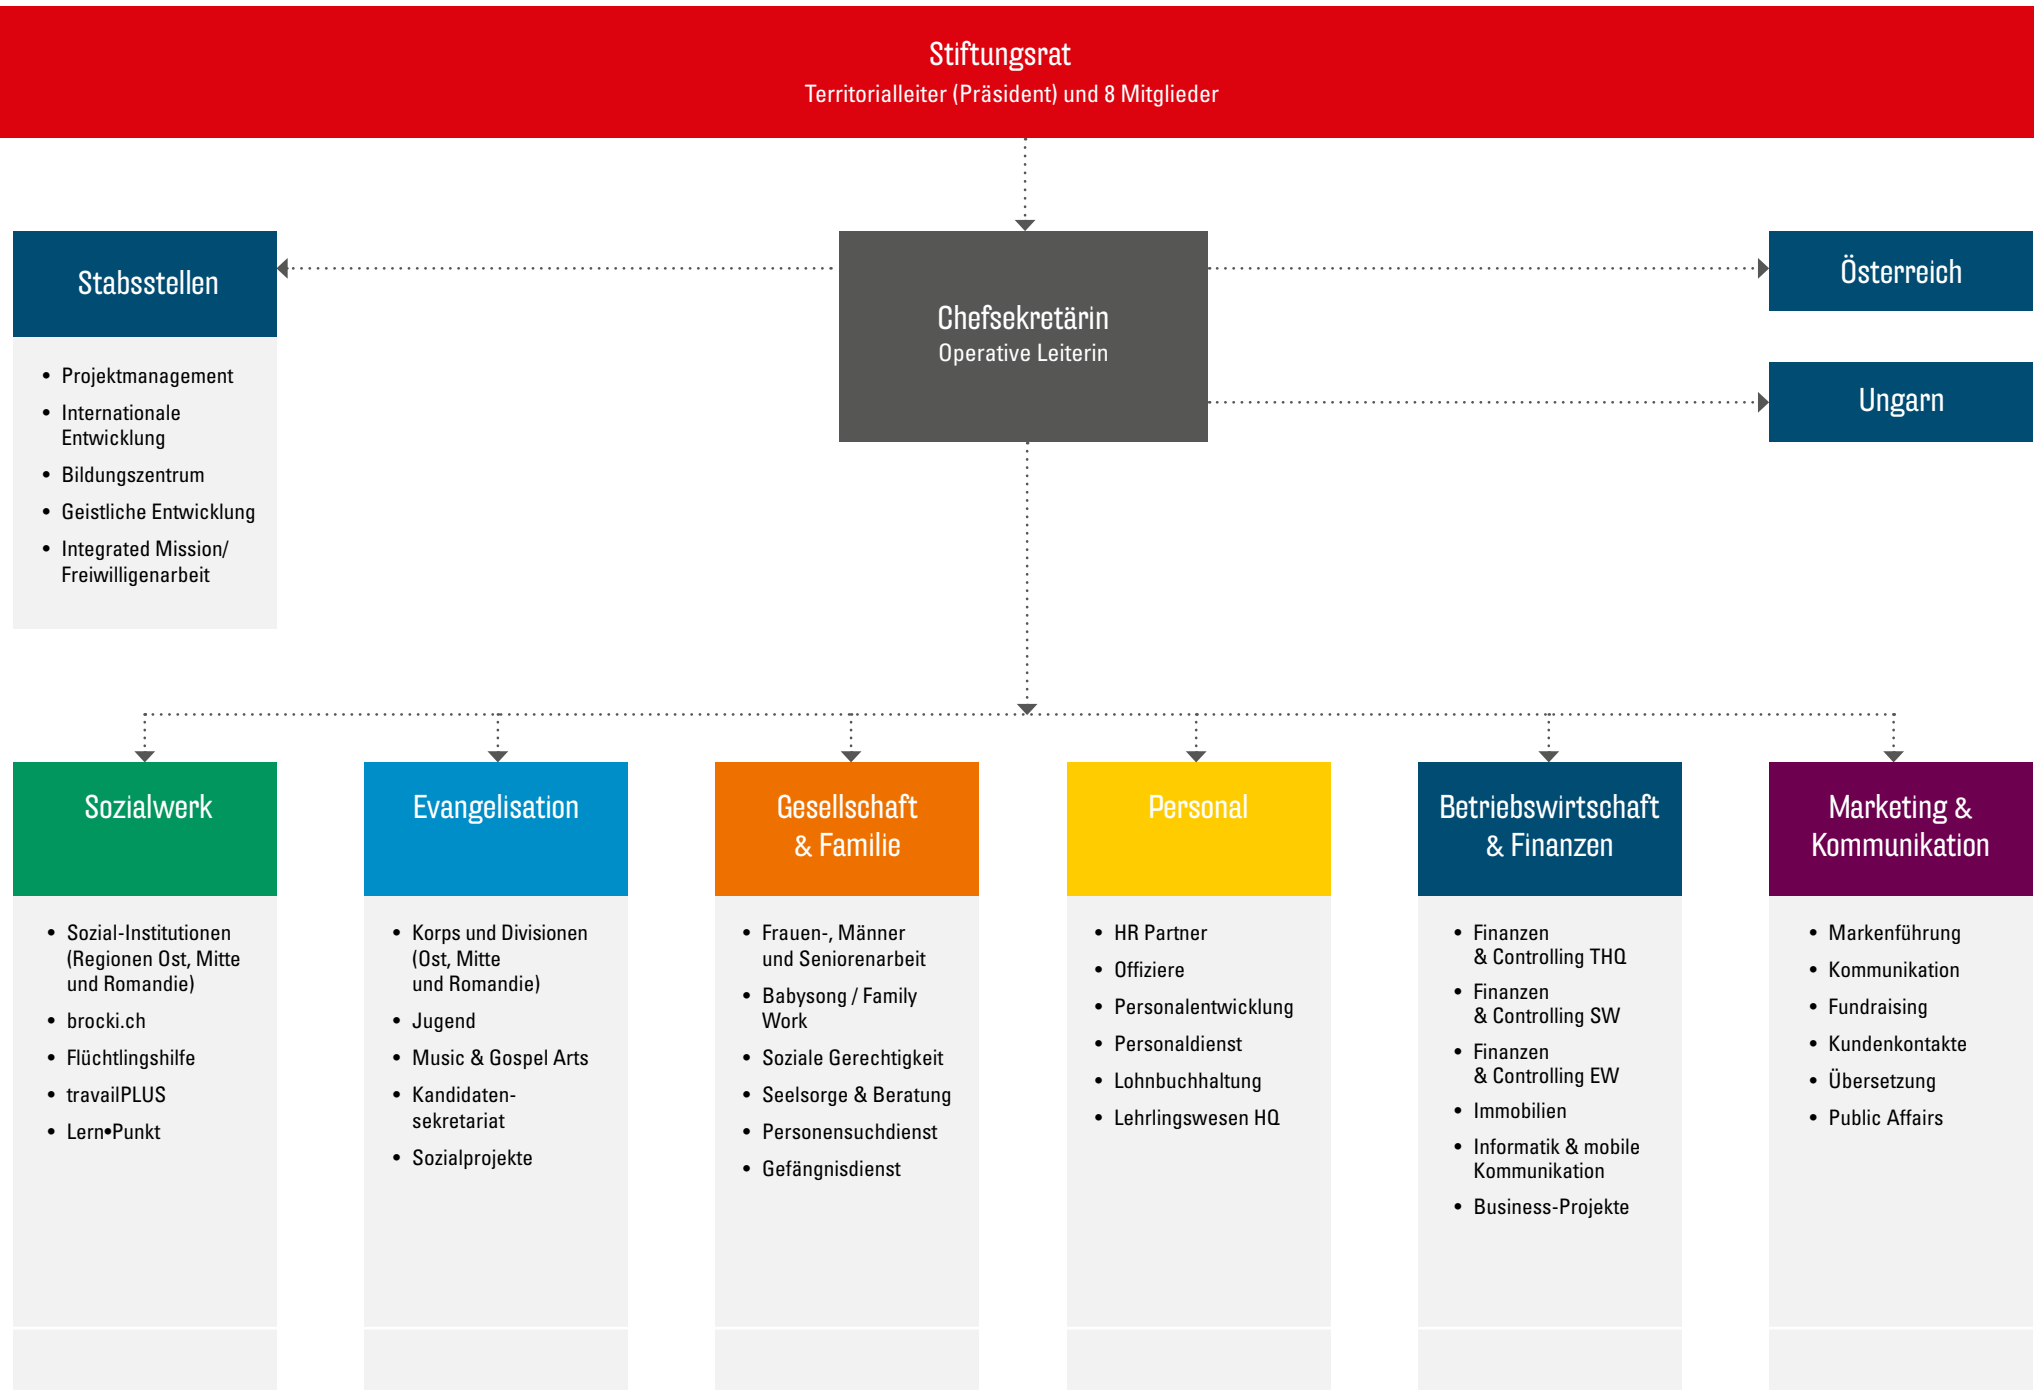 Stiftungsrat
Territorialleiter (Präsident) und 8 Mitglieder
Stabsstellen
• Projektmanagement
• Internationale
Entwicklung
• Bildungszentrum
• Geistliche Entwicklung
• Integrated Mission/
Freiwilligenarbeit
Chefsekretärin
Operative Leiterin
Österreich
Ungarn
Sozialwerk
• Sozial-Institutionen
(Regionen Ost, Mitte
und Romandie)
• brocki.ch
• Flüchtlingshilfe
• travailPLUS
• Lern•Punkt
Evangelisation
• Korps und Divisionen
(Ost, Mitte
und Romandie)
• Jugend
• Music & Gospel Arts
• Kandidaten-
sekretariat
• Sozialprojekte
Gesellschaft
& Familie
• Frauen-, Männer
und Seniorenarbeit
• Babysong / Family
Work
• Soziale Gerechtigkeit
• Seelsorge & Beratung
• Personensuchdienst
• Gefängnisdienst
Personal
• HR Partner
• Offiziere
• Personalentwicklung
• Personaldienst
• Lohnbuchhaltung
• Lehrlingswesen HQ
Betriebswirtschaft
& Finanzen
• Finanzen
& Controlling THQ
• Finanzen
& Controlling SW
• Finanzen
& Controlling EW
• Immobilien
• Informatik & mobile
Kommunikation
• Business-Projekte
Marketing &
Kommunikation
• Markenführung
• Kommunikation
• Fundraising
• Kundenkontakte
• Übersetzung
• Public Affairs